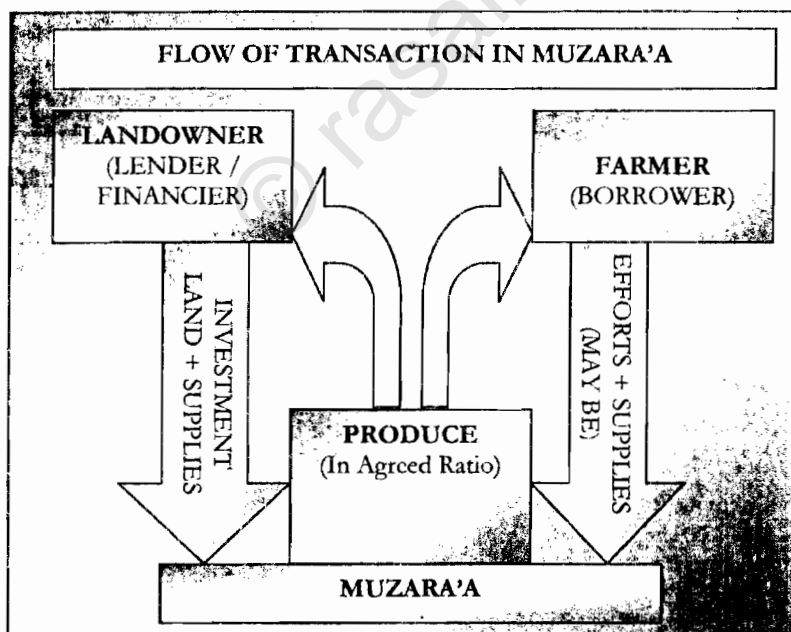 FLOW OF TRANSACTION IN MUZARA'A
LANDOWNER
(LENDER /
FINANCIER)
FARMER
(BORROWER)
INVESTMENT
LAND + SUPPLIES
EFFORTS + SUPPLIES
(MAY BE)
PRODUCE
(In Agreed Ratio)
MUZARA'A